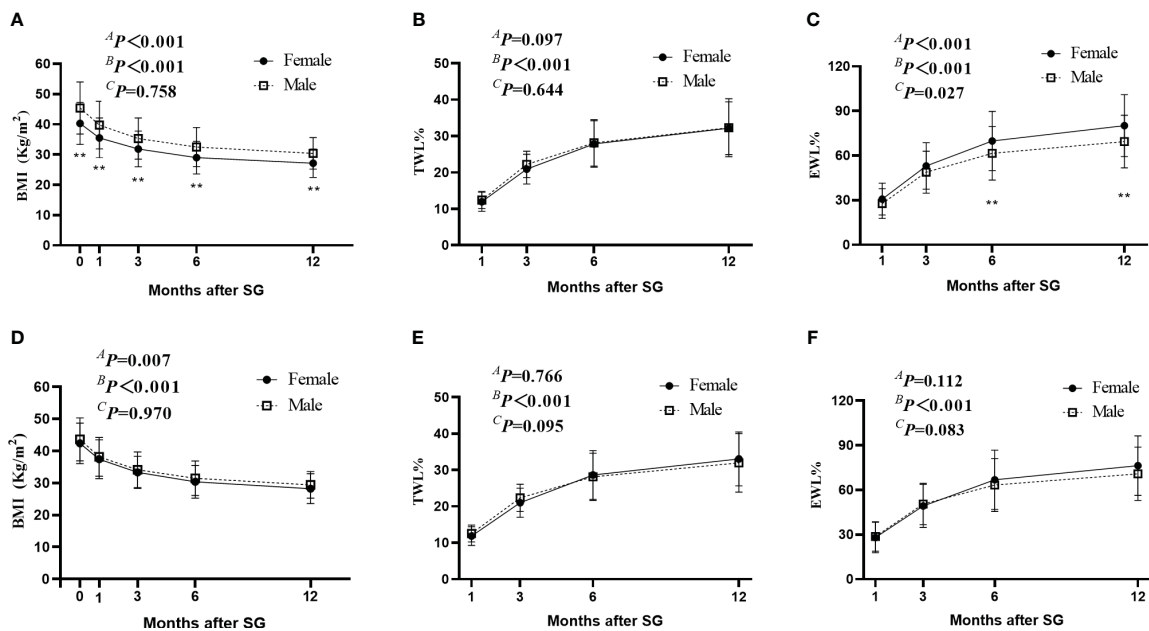 A
AP<0.001
BP<0.001
CP=0.758
Female
Male
BMI (Kg/m2)
60
50
40
30
20
10
0
**
**
**
**
**
0 1 3 6 12
Months after SG
B
AP=0.097
BP<0.001
CP=0.644
Female
Male
TWL%
50
40
30
20
10
0
1 3 6 12
Months after SG
C
AP<0.001
BP<0.001
CP=0.027
Female
Male
EWL%
120
90
60
30
0
**
**
1 3 6 12
Months after SG
D
AP=0.007
BP<0.001
CP=0.970
Female
Male
BMI (Kg/m2)
60
50
40
30
20
10
0
0 1 3 6 12
Months after SG
E
AP=0.766
BP<0.001
CP=0.095
Female
Male
TWL%
50
40
30
20
10
0
1 3 6 12
Months after SG
F
AP=0.112
BP<0.001
CP=0.083
Female
Male
EWL%
120
90
60
30
0
1 3 6 12
Months after SG